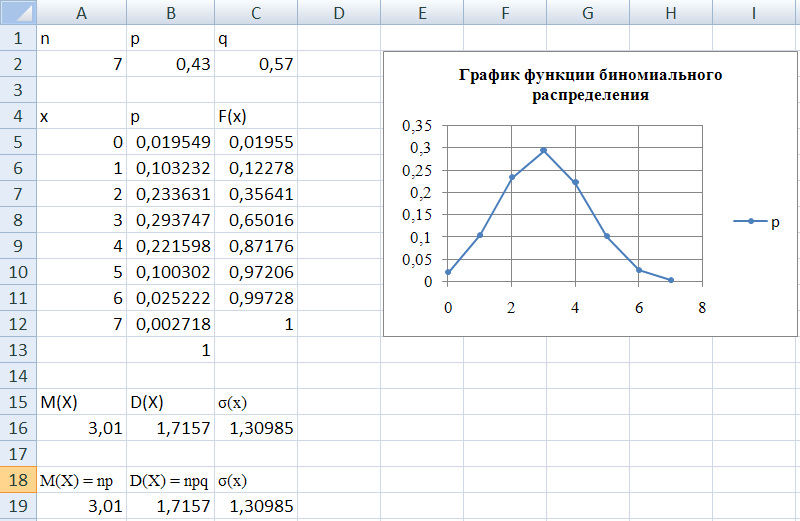 A B C D E F G H I
1 n p q
2 7 0,43 0,57
3
4 x p F(x)
5 0 0,019549 0,01955
6 1 0,103232 0,12278
7 2 0,233631 0,35641
8 3 0,293747 0,65016
9 4 0,221598 0,87176
10 5 0,100302 0,97206
11 6 0,025222 0,99728
12 7 0,002718 1
13 1
14
15 M(X) D(X) σ(x)
16 3,01 1,7157 1,30985
17
18 M(X) = np D(X) = npq σ(x)
19 3,01 1,7157 1,30985
График функции биномиального
распределения
0,35
0,3
0,25
0,2
0,15
0,1
0,05
0
0 2 4 6 8
p